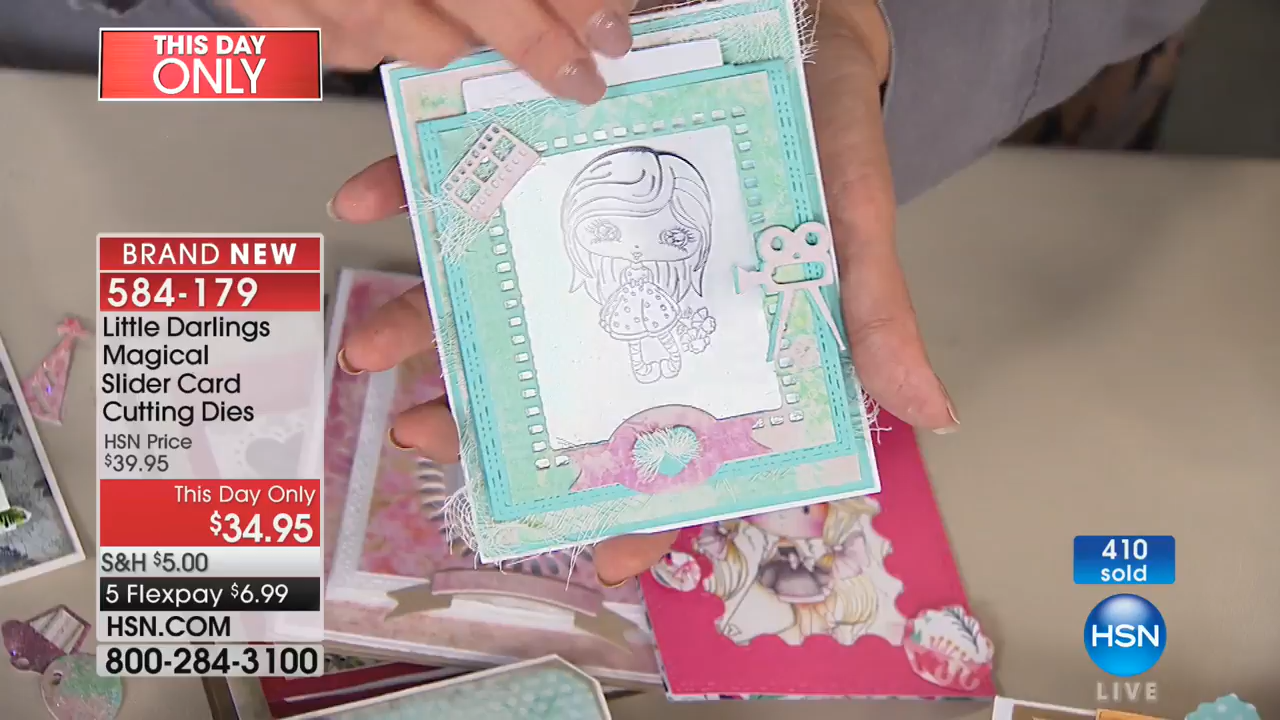 THIS DAY
ONLY
BRAND NEW
584-179
Little Darlings
Magical
Slider Card
Cutting Dies
HSN Price
$39.95
This Day Only
$34.95
S&H $5.00
5 Flexpay $6.99
HSN.COM
800-284-3100
410
sold
HSN
LIVE